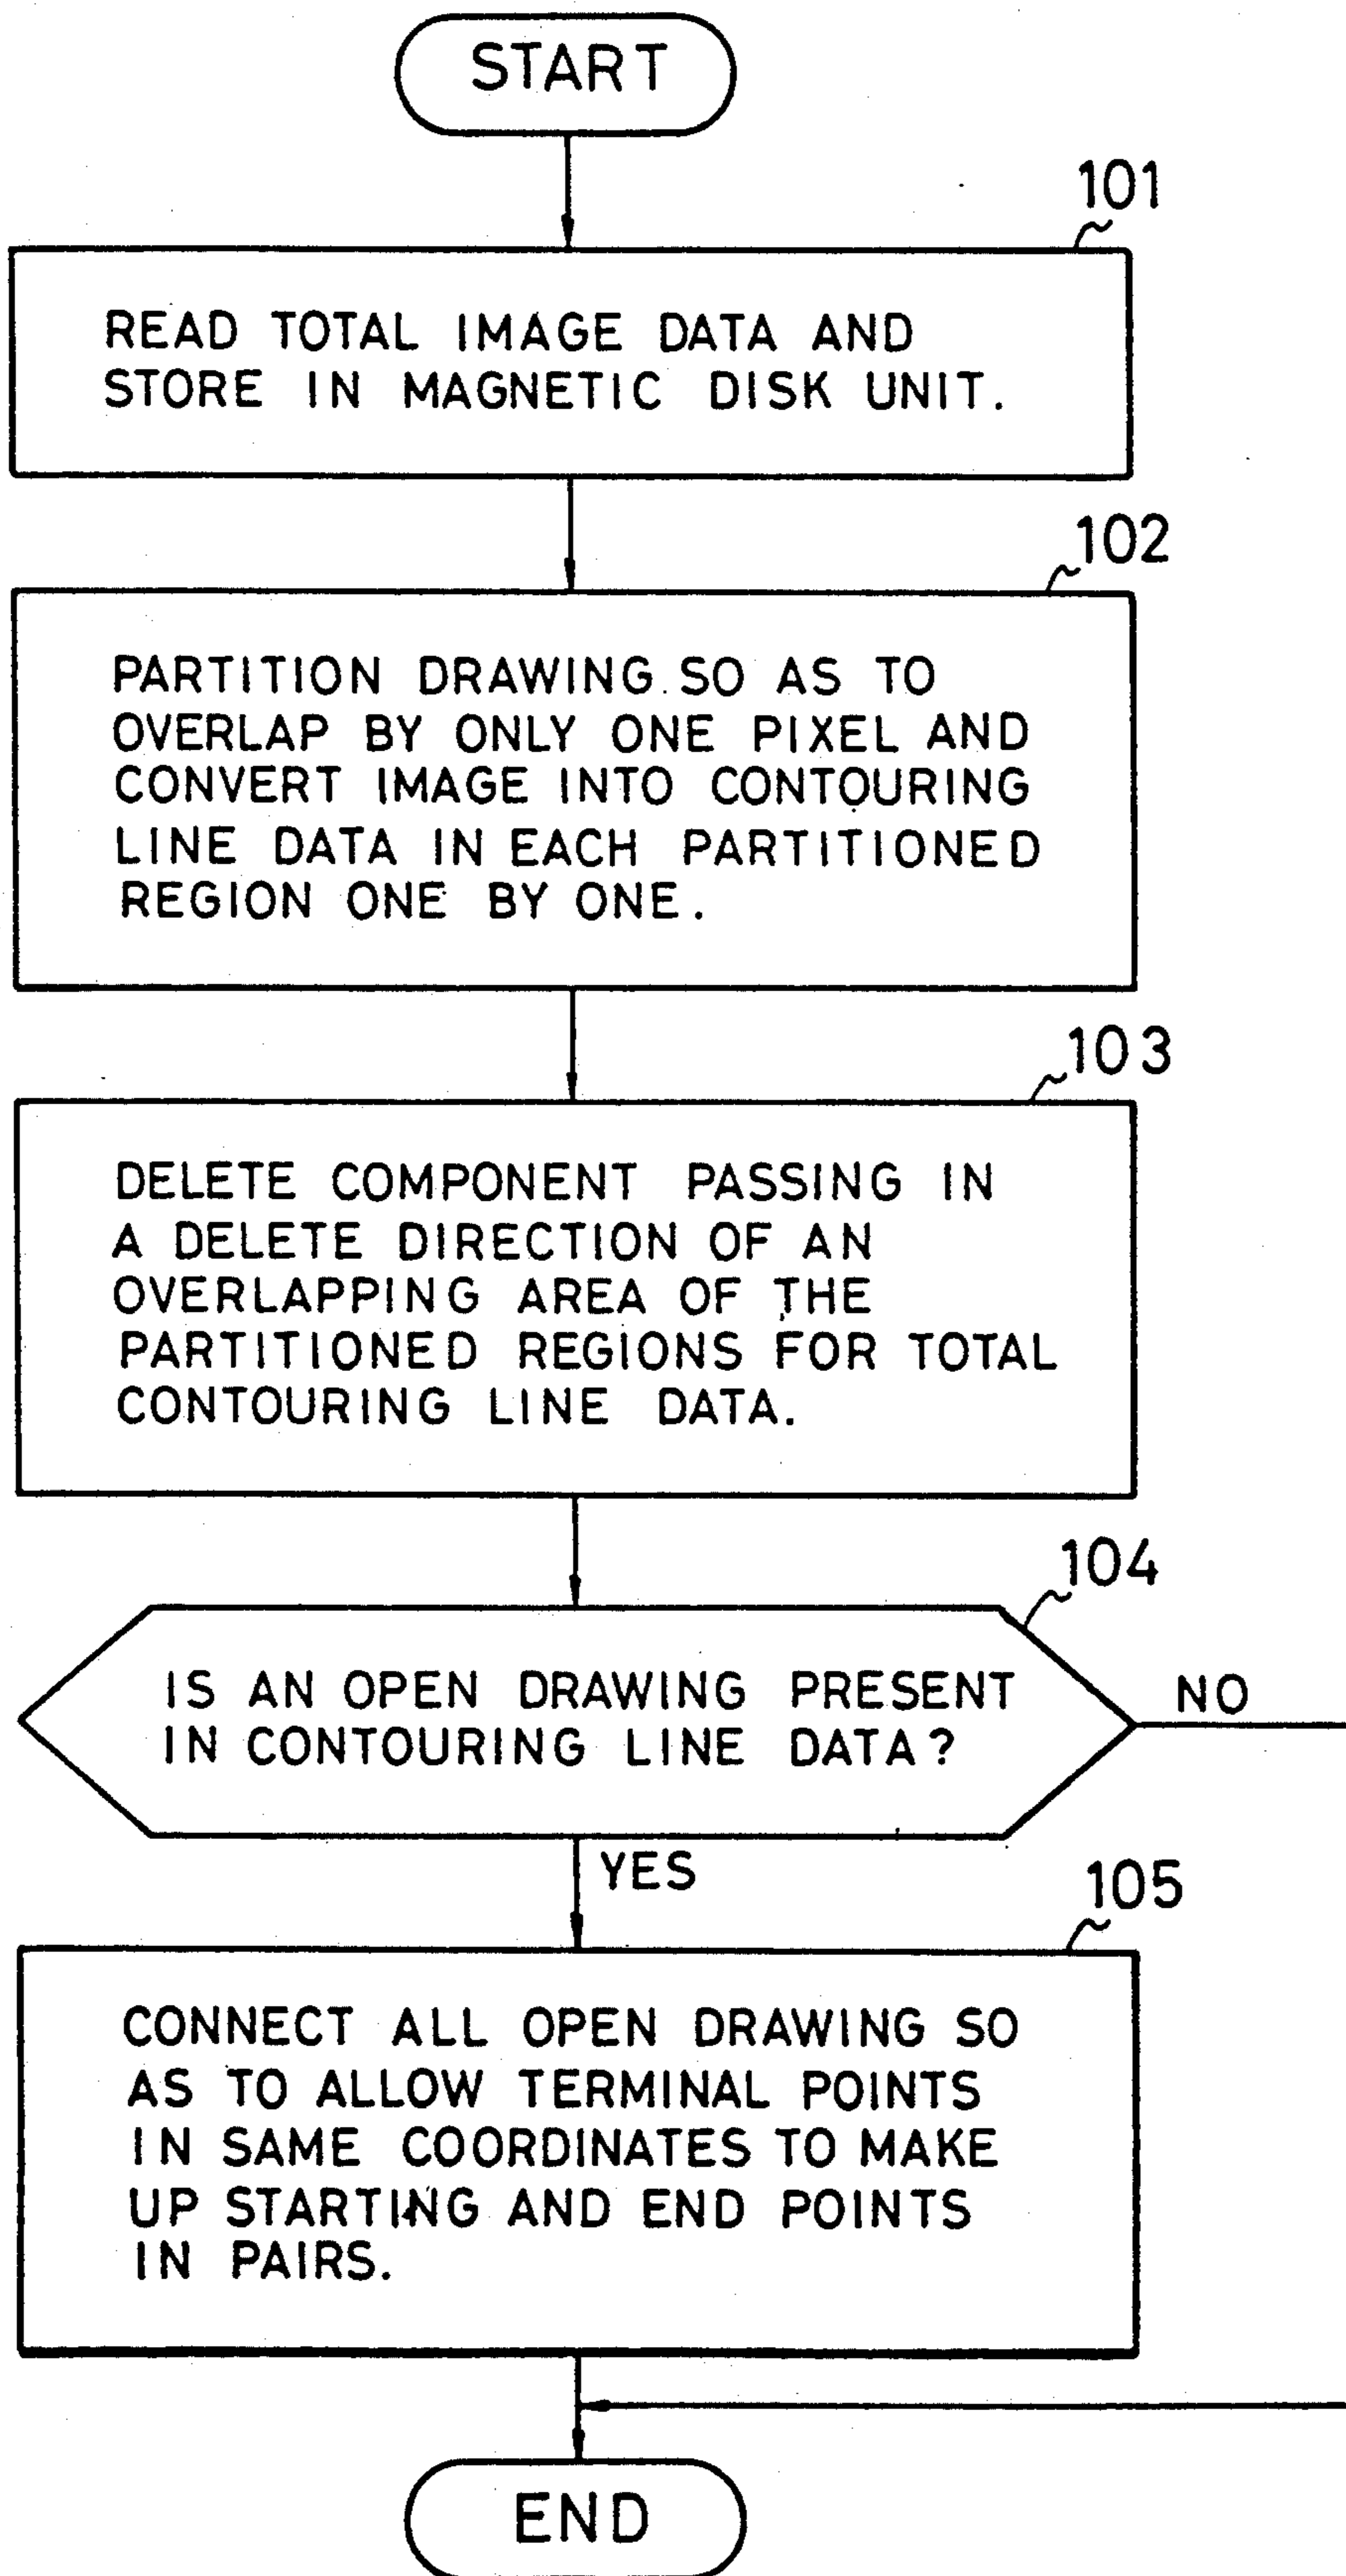 START
101
READ TOTAL IMAGE DATA AND
STORE IN MAGNETIC DISK UNIT.
102
PARTITION DRAWING SO AS TO
OVERLAP BY ONLY ONE PIXEL AND
CONVERT IMAGE INTO CONTOURING
LINE DATA IN EACH PARTITIONED
REGION ONE BY ONE.
103
DELETE COMPONENT PASSING IN
A DELETE DIRECTION OF AN
OVERLAPPING AREA OF THE
PARTITIONED REGIONS FOR TOTAL
CONTOURING LINE DATA.
104
IS AN OPEN DRAWING PRESENT
IN CONTOURING LINE DATA?
NO
YES
105
CONNECT ALL OPEN DRAWING SO
AS TO ALLOW TERMINAL POINTS
IN SAME COORDINATES TO MAKE
UP STARTING AND END POINTS
IN PAIRS.
END